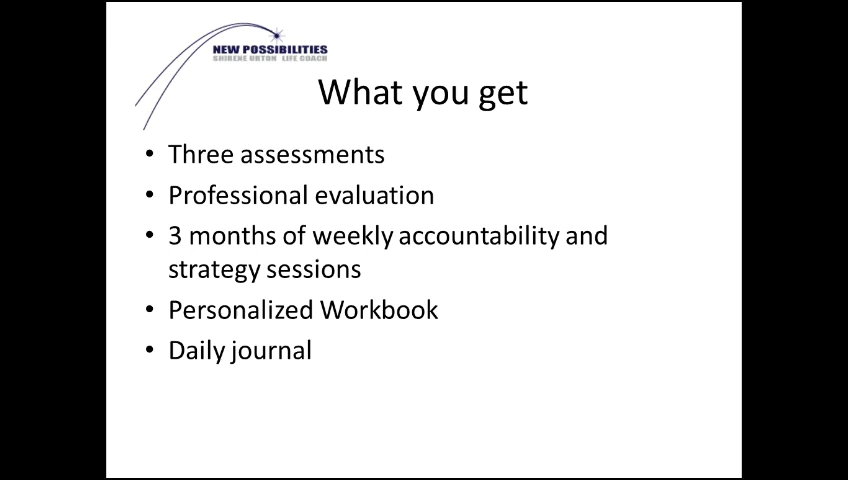 NEW POSSIBILITIES
SHIRENE URTON LIFE COACH
What you get
• Three assessments
• Professional evaluation
• 3 months of weekly accountability and
strategy sessions
• Personalized Workbook
• Daily journal